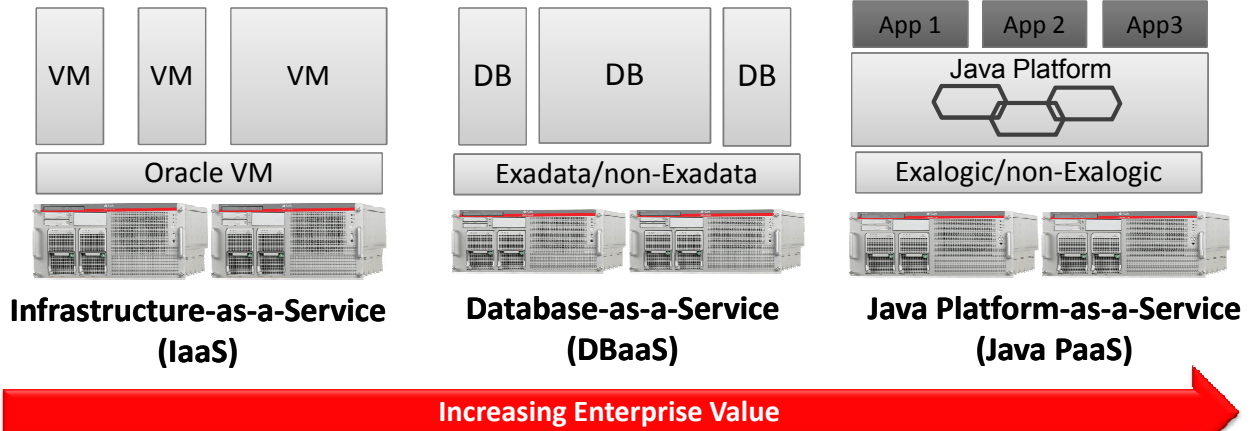 VM
VM
VM
Oracle VM
Infrastructure-as-a-Service
(IaaS)
DB
DB
DB
Exadata/non-Exadata
Database-as-a-Service
(DBaaS)
App 1
App 2
App3
Java Platform
Exalogic/non-Exalogic
Java Platform-as-a-Service
(Java PaaS)
Increasing Enterprise Value